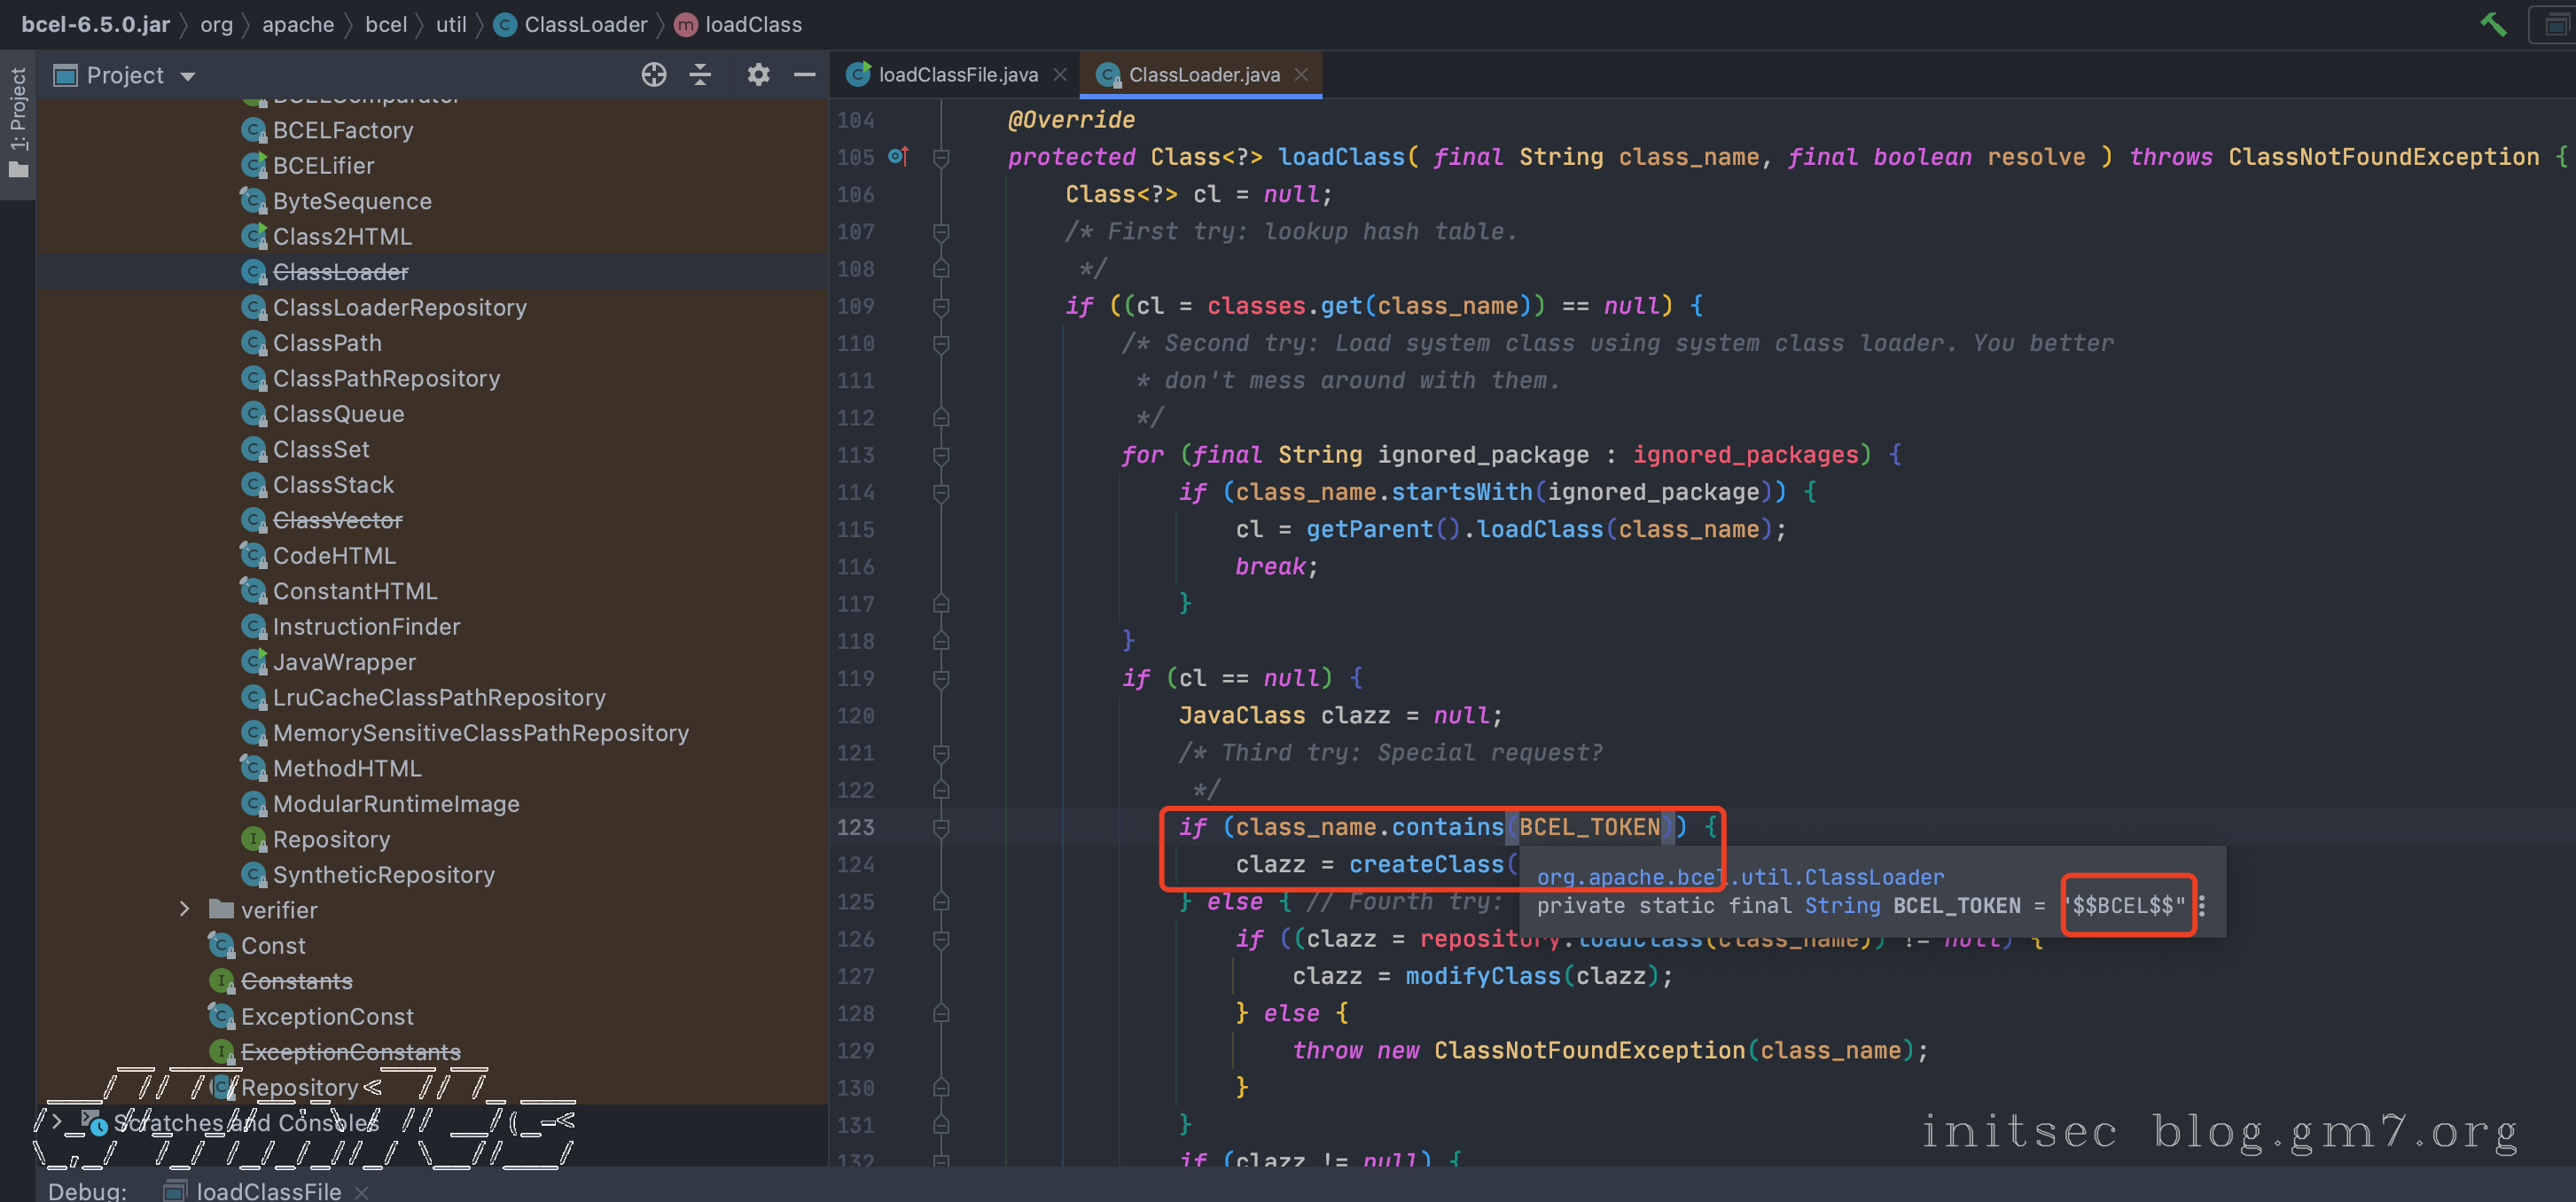 bcel-6.5.0.jar org apache bcel util ClassLoader loadClass
1: Project
Project
loadClassFile.java
ClassLoader.java
BCELComparator
BCELFactory
BCELifier
ByteSequence
Class2HTML
ClassLoader
ClassLoaderRepository
ClassPath
ClassPathRepository
ClassQueue
ClassSet
ClassStack
ClassVector
CodeHTML
ConstantHTML
InstructionFinder
JavaWrapper
LruCacheClassPathRepository
MemorySensitiveClassPathRepository
MethodHTML
ModularRuntimeImage
Repository
SyntheticRepository
verifier
Const
Constants
ExceptionConst
ExceptionConstants
Repository
Scratches and Consoles
104 @Override
105 protected Class<?> loadClass( final String class_name, final boolean resolve ) throws ClassNotFoundException {
106 Class<?> cl = null;
107 /* First try: lookup hash table.
108 */
109 if ((cl = classes.get(class_name)) == null) {
110 /* Second try: Load system class using system class loader. You better
111 * don't mess around with them.
112 */
113 for (final String ignored_package : ignored_packages) {
114 if (class_name.startsWith(ignored_package)) {
115 cl = getParent().loadClass(class_name);
116 break;
117 }
118 }
119 if (cl == null) {
120 JavaClass clazz = null;
121 /* Third try: Special request?
122 */
123 if (class_name.contains(BCEL_TOKEN)) {
124 clazz = createClass(
org.apache.bcel.util.ClassLoader
private static final String BCEL_TOKEN = "$$BCEL$$"
125 } else { // Fourth try:
126 if ((clazz = repository.loadClass(class_name)) != null) {
127 clazz = modifyClass(clazz);
128 } else {
129 throw new ClassNotFoundException(class_name);
130 }
131 }
132 if (clazz != null) {
initsec blog.gm7.org
Debug: loadClassFile